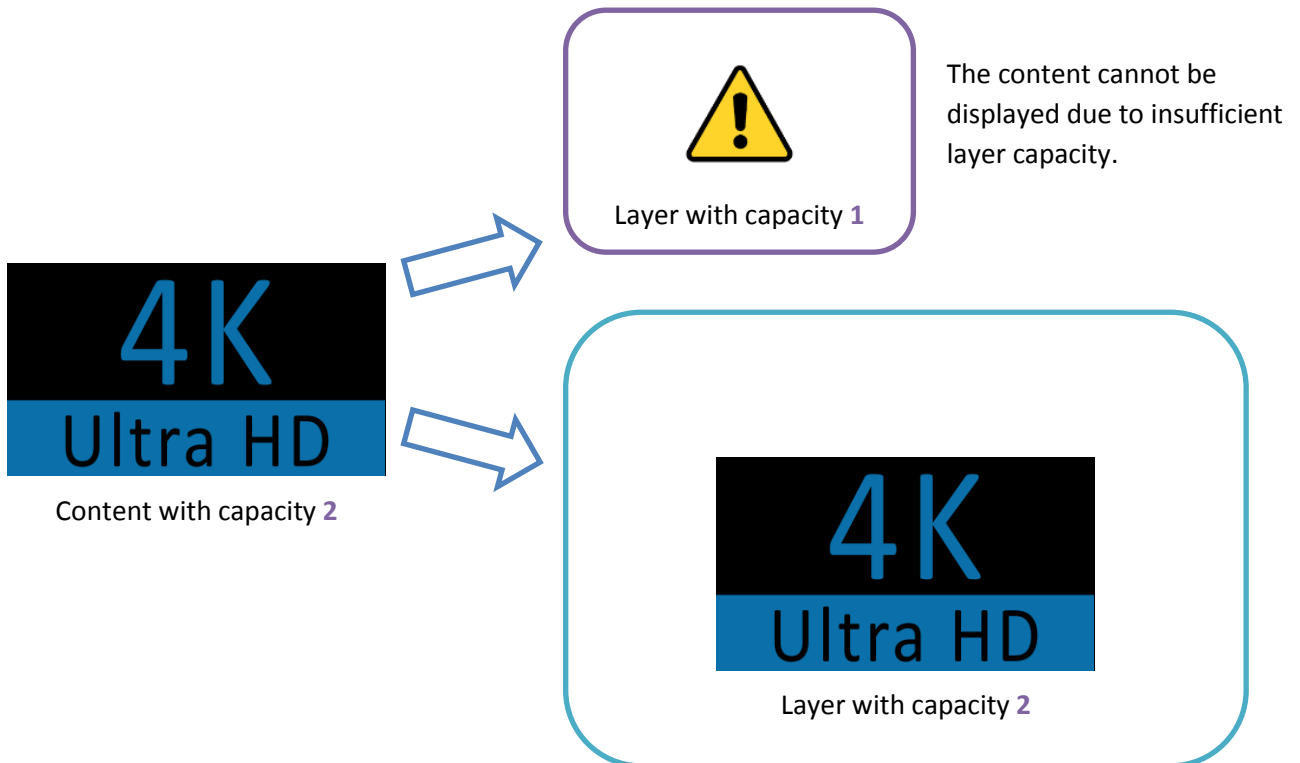 The content cannot be
displayed due to insufficient
layer capacity.
Layer with capacity 1
4K
Ultra HD
Content with capacity 2
4K
Ultra HD
Layer with capacity 2